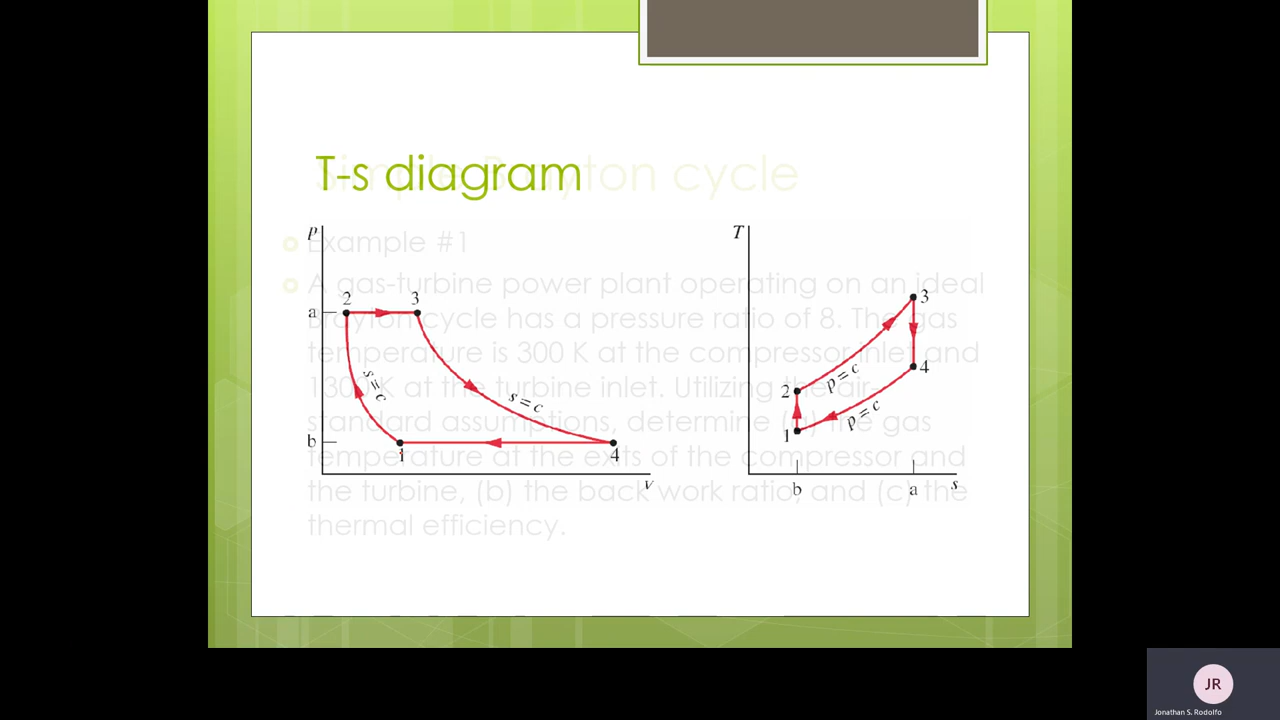 T-s diagram
Simple Brayton cycle
Example #1
A gas-turbine power plant operating on an ideal
Brayton cycle has a pressure ratio of 8. The gas
temperature is 300 K at the compressor inlet and
1300 K at the turbine inlet. Utilizing the air-
standard assumptions, determine (a) the gas
temperature at the exits of the compressor and
the turbine, (b) the back work ratio, and (c) the
thermal efficiency.
p
2 3
a
s = c
s = c
b
1 4
v
T
3
p = c
4
2
p = c
1
b a s
JR
Jonathan S. Rodolfo